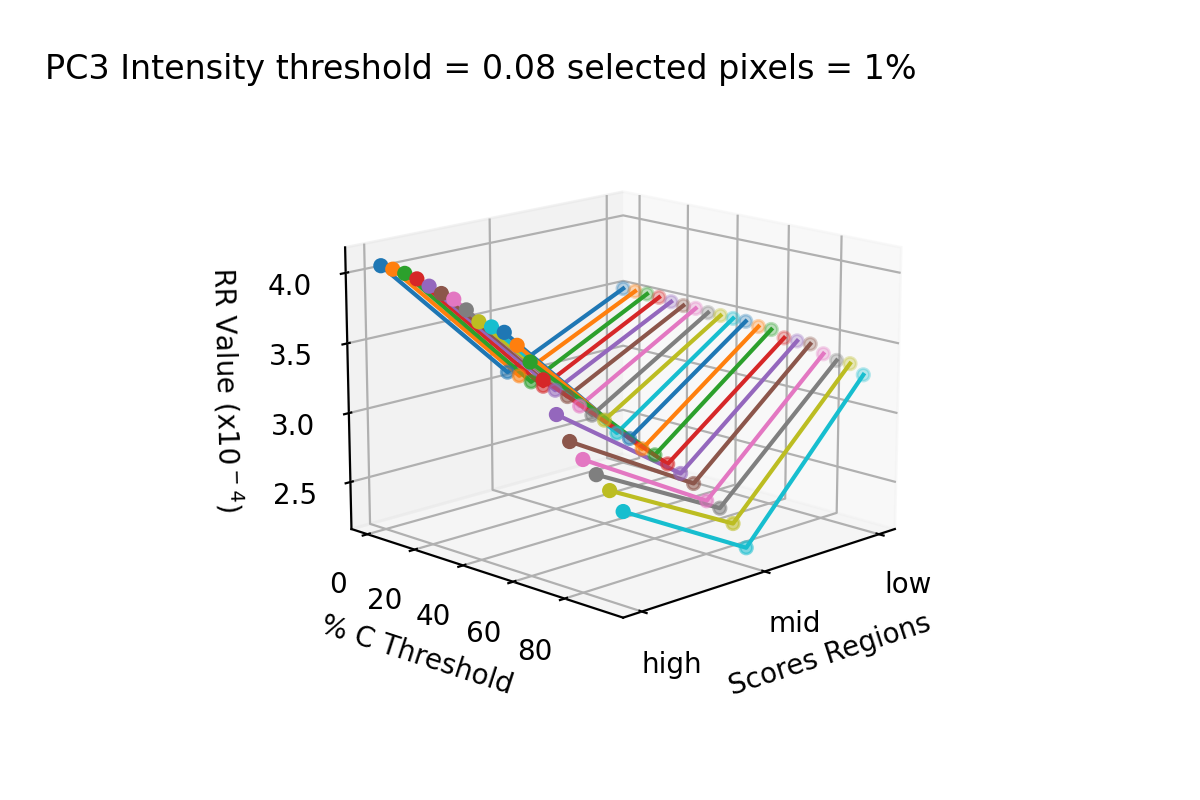 PC3 Intensity threshold = 0.08 selected pixels = 1%
RR Value (x10⁻⁴)
4.0
3.5
3.0
2.5
0
20
40
60
80
% C Threshold
high
mid
low
Scores Regions